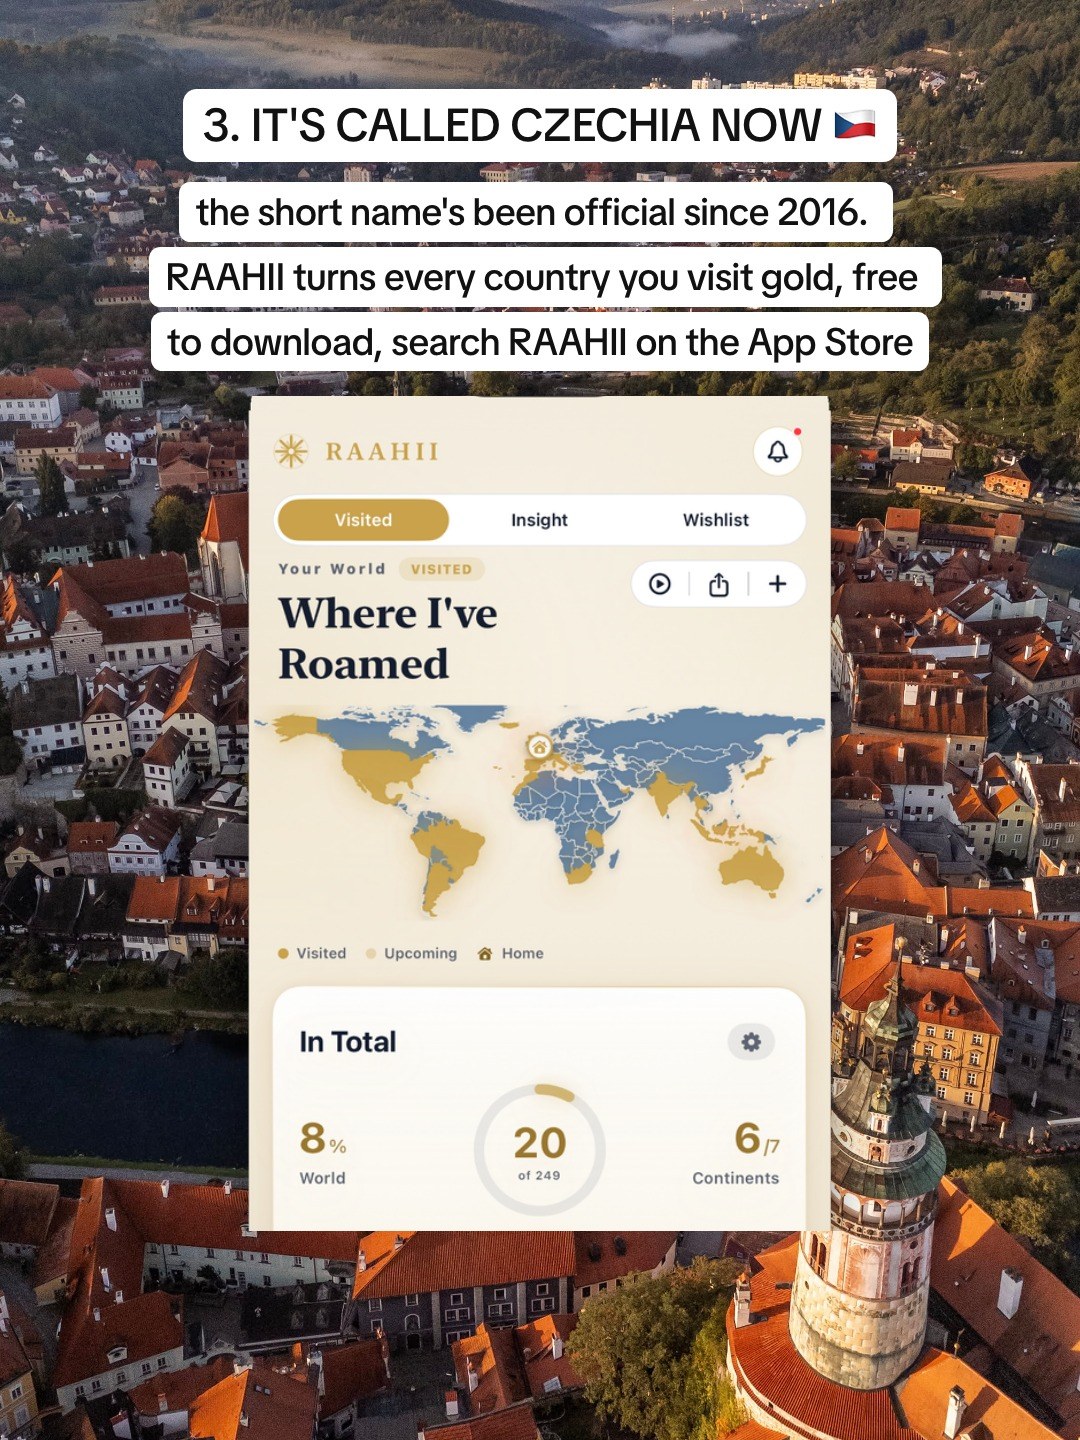 3. IT'S CALLED CZECHIA NOW 🇨🇿
the short name's been official since 2016.
RAAHII turns every country you visit gold, free
to download, search RAAHII on the App Store
RAAHII
Visited
Insight
Wishlist
Your World
VISITED
Where I've
Roamed
Visited
Upcoming
Home
In Total
8%
World
20
of 249
6/7
Continents